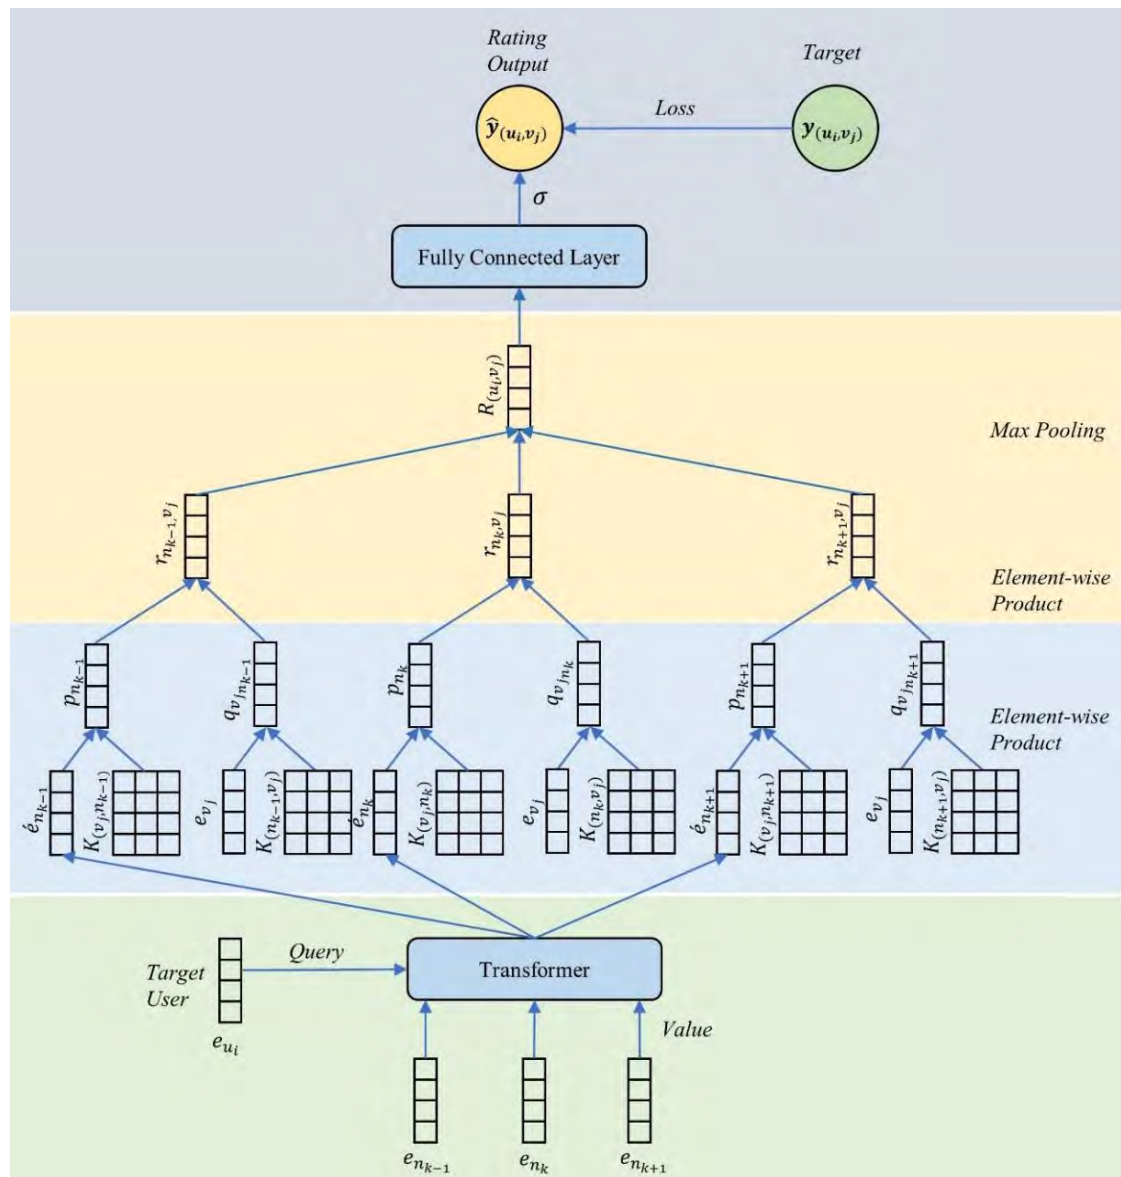 Rating
Output
Target
ŷ(uᵢ,vⱼ)
Loss
y(uᵢ,vⱼ)
σ
Fully Connected Layer
R(uᵢ,vⱼ)
Max Pooling
rₙₖ₋₁,vⱼ
rₙₖ,vⱼ
rₙₖ₊₁,vⱼ
Element-wise
Product
pₙₖ₋₁
qvⱼₙₖ₋₁
pₙₖ
qvⱼₙₖ
pₙₖ₊₁
qvⱼₙₖ₊₁
Element-wise
Product
éₙₖ₋₁
K(vⱼ,nₖ₋₁)
evⱼ
K(nₖ₋₁,vⱼ)
éₙₖ
K(vⱼ,nₖ)
evⱼ
K(nₖ,vⱼ)
éₙₖ₊₁
K(vⱼ,nₖ₊₁)
evⱼ
K(nₖ₊₁,vⱼ)
Target
User
Query
Transformer
Value
euᵢ
eₙₖ₋₁
eₙₖ
eₙₖ₊₁